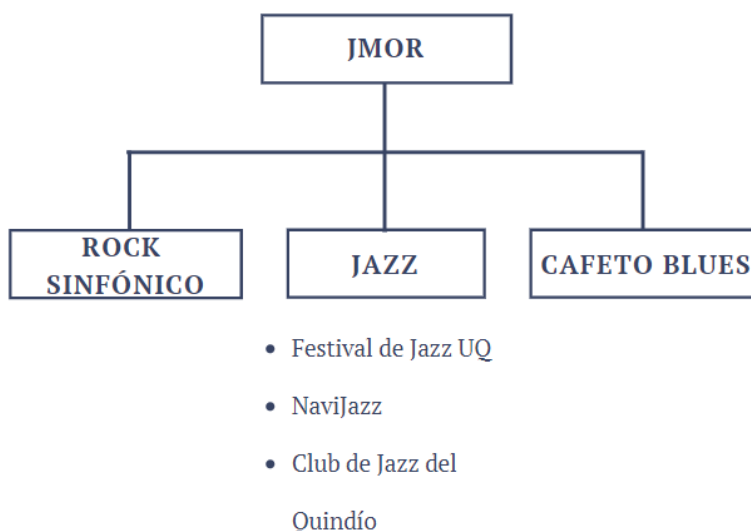 JMOR
ROCK
SINFÓNICO
JAZZ
CAFETO BLUES
• Festival de Jazz UQ
• NaviJazz
• Club de Jazz del
Quindío